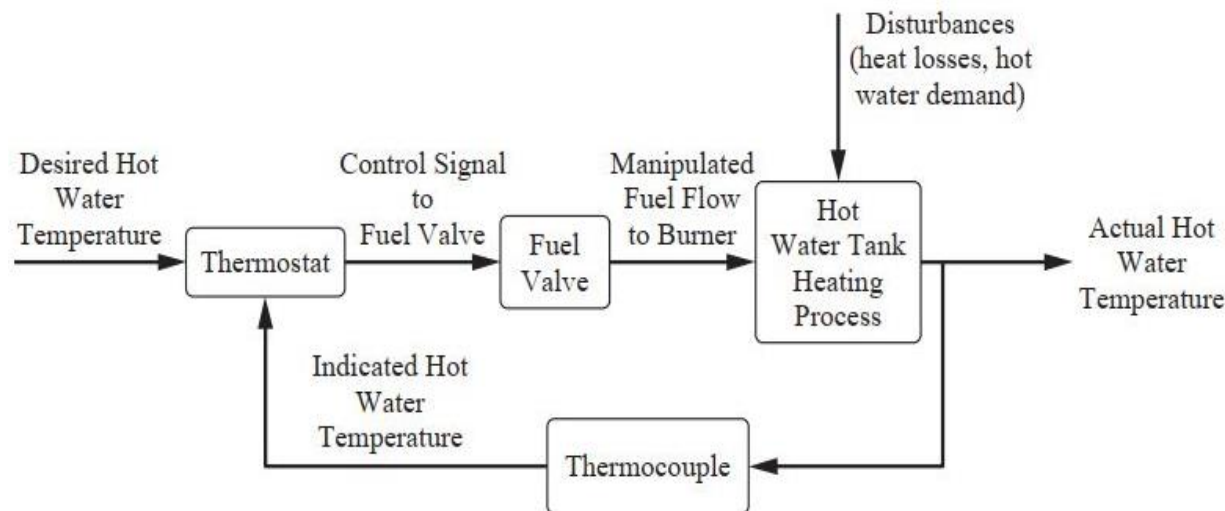 Disturbances
(heat losses, hot
water demand)
Desired Hot
Water
Temperature
Control Signal
to
Fuel Valve
Manipulated
Fuel Flow
to Burner
Thermostat
Fuel
Valve
Hot
Water Tank
Heating
Process
Actual Hot
Water
Temperature
Indicated Hot
Water
Temperature
Thermocouple